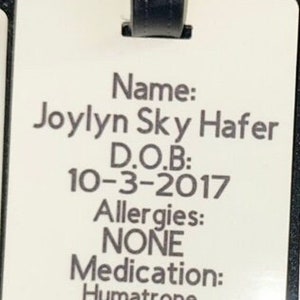 Name:
Joylyn Sky Hafer
D.O.B:
10-3-2017
Allergies:
NONE
Medication:
Humatrope